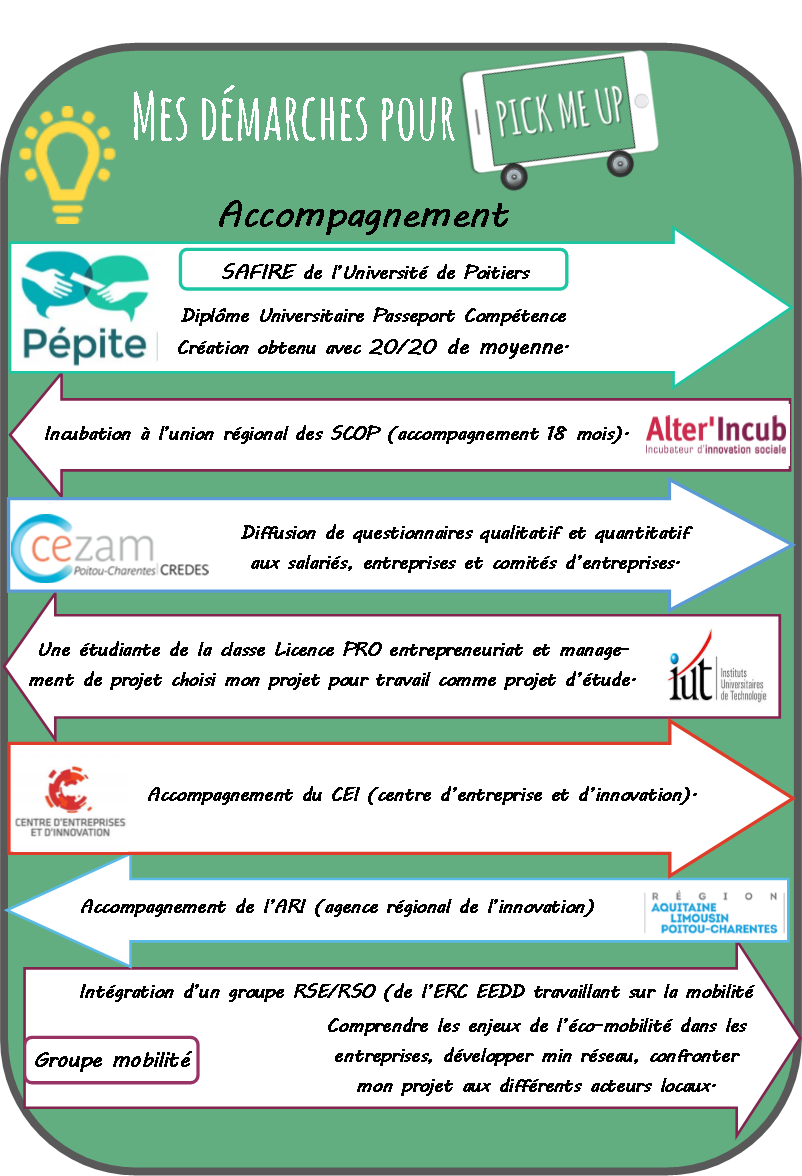 Mes démarches pour PICK ME UP
Accompagnement
Pépite
SAFIRE de l'Université de Poitiers
Diplôme Universitaire Passeport Compétence
Création obtenu avec 20/20 de moyenne.
Incubation à l'union régional des SCOP (accompagnement 18 mois).
Alter'Incub
Incubateur d'innovation sociale
cezam
Poitou-Charentes CREDES
Diffusion de questionnaires qualitatif et quantitatif
aux salariés, entreprises et comités d'entreprises.
Une étudiante de la classe Licence PRO entrepreneuriat et manage-
ment de projet choisi mon projet pour travail comme projet d'étude.
iut
Instituts
Universitaires
de Technologie
CENTRE D'ENTREPRISES
ET D'INNOVATION
Accompagnement du CEI (centre d'entreprise et d'innovation).
Accompagnement de l'ARI (agence régional de l'innovation)
RÉGION
AQUITAINE
LIMOUSIN
POITOU-CHARENTES
Intégration d'un groupe RSE/RSO (de l'ERC EEDD travaillant sur la mobilité
Groupe mobilité
Comprendre les enjeux de l'éco-mobilité dans les
entreprises, développer min réseau, confronter
mon projet aux différents acteurs locaux.